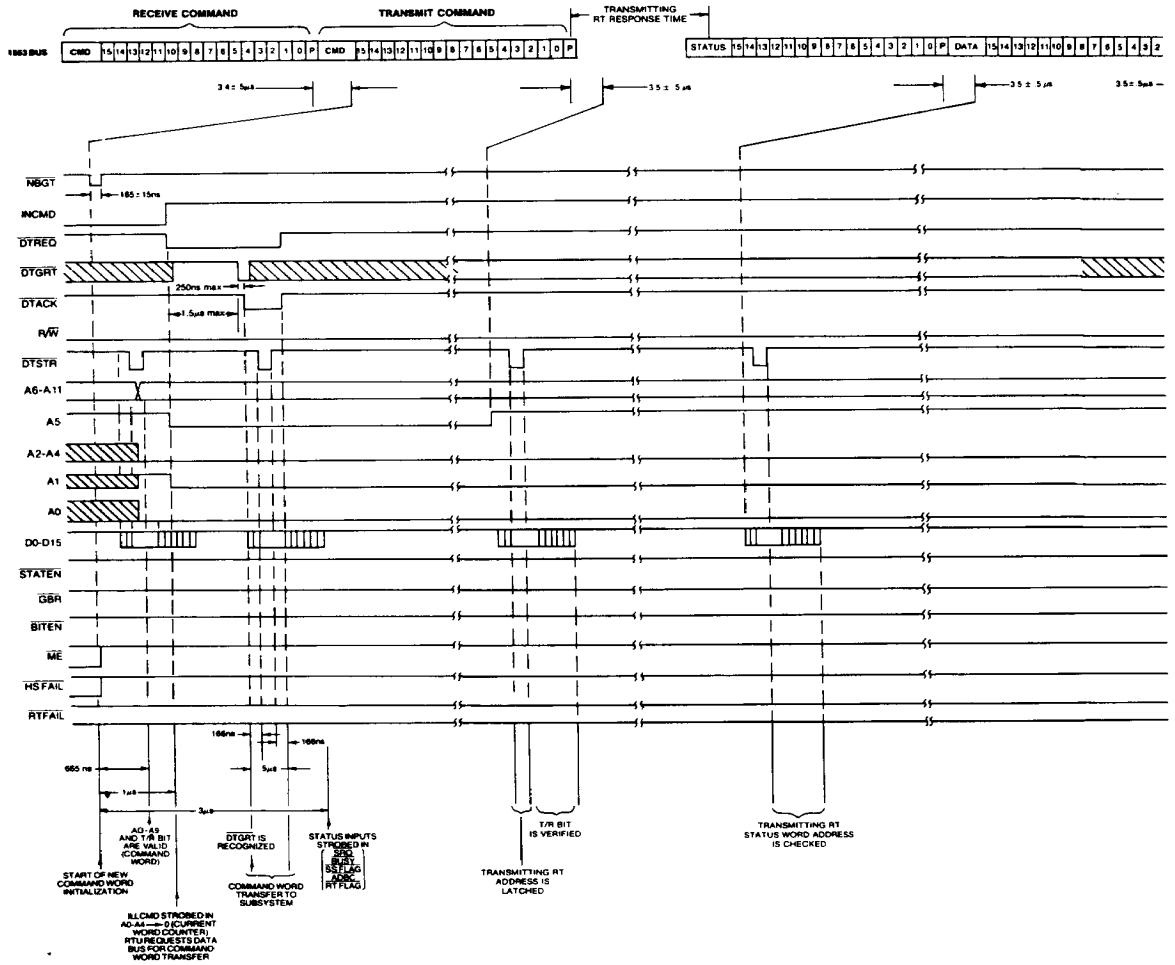 RECEIVE COMMAND
TRANSMIT COMMAND
TRANSMITTING
RT RESPONSE TIME
1553 BUS
CMD 15 14 13 12 11 10 9 8 7 6 5 4 3 2 1 0 P CMD 15 14 13 12 11 10 9 8 7 6 5 4 3 2 1 0 P
STATUS 15 14 13 12 11 10 9 8 7 6 5 4 3 2 1 0 P DATA 15 14 13 12 11 10 9 8 7 6 5 4 3 2
3.4 ± .5μs
3.5 ± .5μs
3.5 ± .5μs
3.5 ± .5μs
NBGT
165 ± 15ns
INCMD
DTREQ
DTGRT
250ns max
DTACK
1.5μs max
R/W
DTSTR
A6-A11
A5
A2-A4
A1
A0
D0-D15
STATEN
GBR
BITEN
ME
HSFAIL
RTFAIL
166ns
166ns
665 ns
.5μs
1μs
3μs
A0-A9
AND T/R BIT
ARE VALID
(COMMAND
WORD)
DTGRT IS
RECOGNIZED
STATUS INPUTS
STROBED IN
SRQ
BUSY
SSFLAG
ADBC
RTFLAG
T/R BIT
IS VERIFIED
TRANSMITTING RT
STATUS WORD ADDRESS
IS CHECKED
START OF NEW
COMMAND WORD
INITIALIZATION
COMMAND WORD
TRANSFER TO
SUBSYSTEM
TRANSMITTING RT
ADDRESS IS
LATCHED
ILLCMD STROBED IN
A0-A4 → 0 (CURRENT
WORD COUNTER)
RTU REQUESTS DATA
BUS FOR COMMAND
WORD TRANSFER